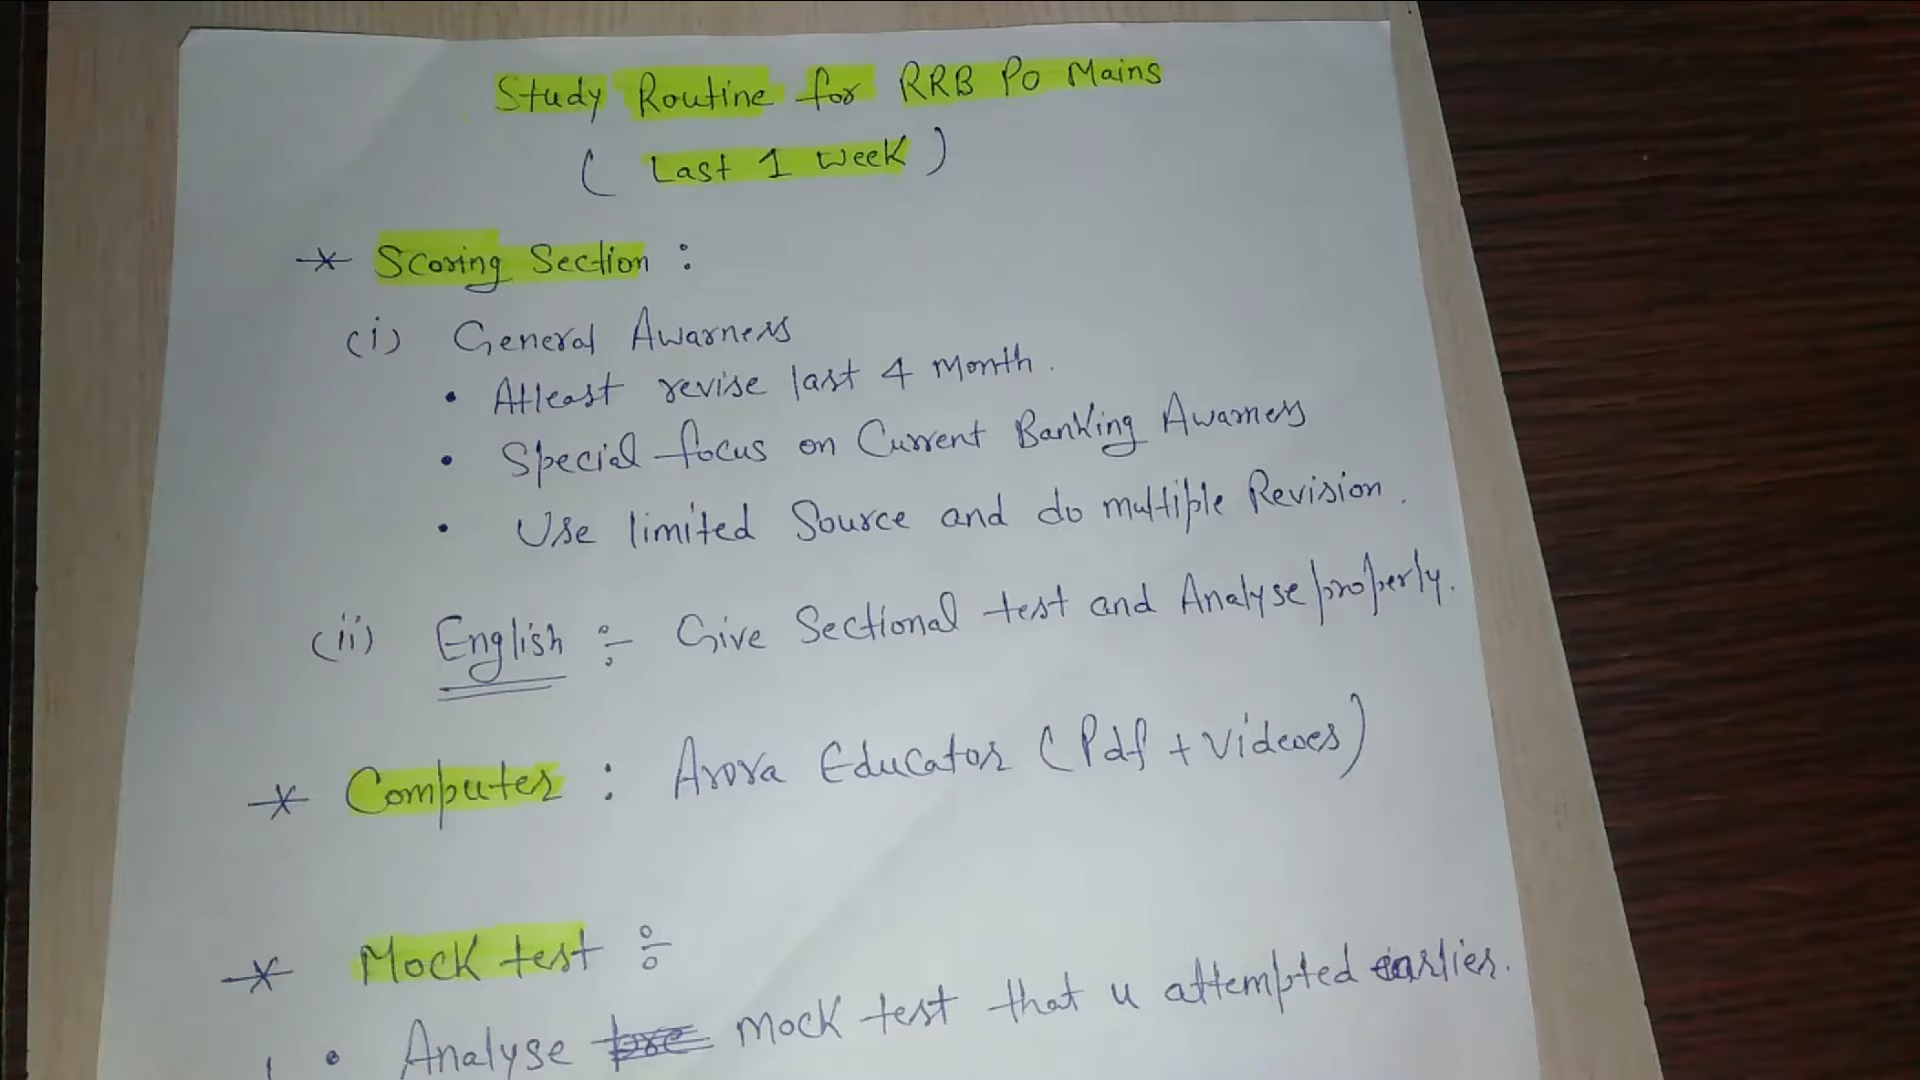 Study Routine for RRB PO Mains
( Last 1 week )
* Scoring Section :
(i) General Awarness
• Atleast revise last 4 month .
• Special focus on Current Banking Awarness
• Use limited Source and do multiple Revision .
(ii) English :- Give Sectional test and Analyse properly.
* Computer : Arora Educator ( Pdf + Videoes )
* Mock test :-
• Analyse mock test that u attempted earlier.